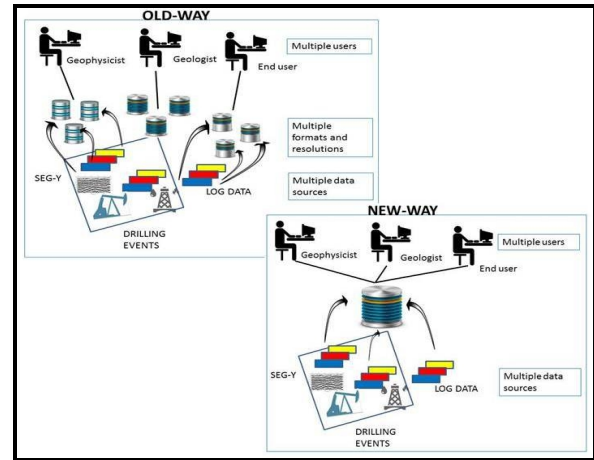 OLD-WAY
Multiple users
Geophysicist
Geologist
End user
Multiple
formats and
resolutions
SEG-Y
LOG DATA
Multiple data
sources
DRILLING
EVENTS
NEW-WAY
Multiple users
Geophysicist
Geologist
End user
SEG-Y
LOG DATA
Multiple data
sources
DRILLING
EVENTS